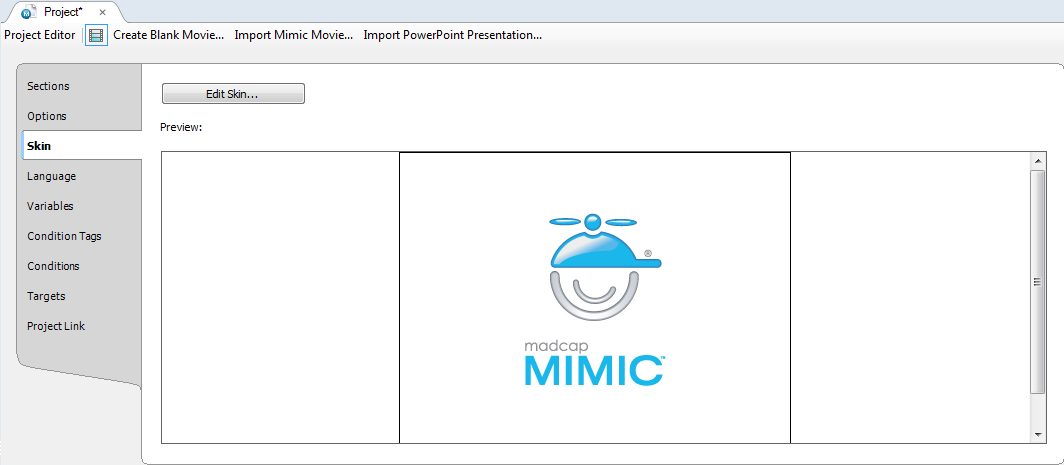 Project*
Project Editor Create Blank Movie... Import Mimic Movie... Import PowerPoint Presentation...
Sections
Options
Skin
Language
Variables
Condition Tags
Conditions
Targets
Project Link
Edit Skin...
Preview:
®
madcap
MIMIC™